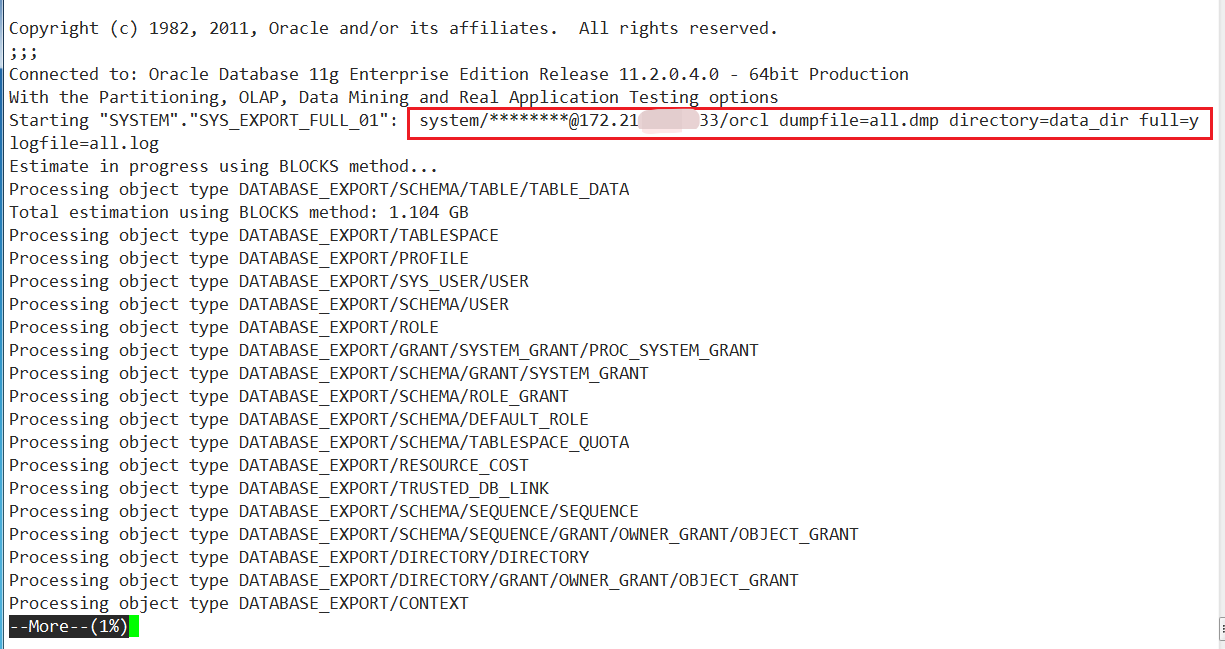 Copyright (c) 1982, 2011, Oracle and/or its affiliates.  All rights reserved.
;;;
Connected to: Oracle Database 11g Enterprise Edition Release 11.2.0.4.0 - 64bit Production
With the Partitioning, OLAP, Data Mining and Real Application Testing options
Starting "SYSTEM"."SYS_EXPORT_FULL_01":  system/********@172.21 33/orcl dumpfile=all.dmp directory=data_dir full=y
logfile=all.log
Estimate in progress using BLOCKS method...
Processing object type DATABASE_EXPORT/SCHEMA/TABLE/TABLE_DATA
Total estimation using BLOCKS method: 1.104 GB
Processing object type DATABASE_EXPORT/TABLESPACE
Processing object type DATABASE_EXPORT/PROFILE
Processing object type DATABASE_EXPORT/SYS_USER/USER
Processing object type DATABASE_EXPORT/SCHEMA/USER
Processing object type DATABASE_EXPORT/ROLE
Processing object type DATABASE_EXPORT/GRANT/SYSTEM_GRANT/PROC_SYSTEM_GRANT
Processing object type DATABASE_EXPORT/SCHEMA/GRANT/SYSTEM_GRANT
Processing object type DATABASE_EXPORT/SCHEMA/ROLE_GRANT
Processing object type DATABASE_EXPORT/SCHEMA/DEFAULT_ROLE
Processing object type DATABASE_EXPORT/SCHEMA/TABLESPACE_QUOTA
Processing object type DATABASE_EXPORT/RESOURCE_COST
Processing object type DATABASE_EXPORT/TRUSTED_DB_LINK
Processing object type DATABASE_EXPORT/SCHEMA/SEQUENCE/SEQUENCE
Processing object type DATABASE_EXPORT/SCHEMA/SEQUENCE/GRANT/OWNER_GRANT/OBJECT_GRANT
Processing object type DATABASE_EXPORT/DIRECTORY/DIRECTORY
Processing object type DATABASE_EXPORT/DIRECTORY/GRANT/OWNER_GRANT/OBJECT_GRANT
Processing object type DATABASE_EXPORT/CONTEXT
--More--(1%)